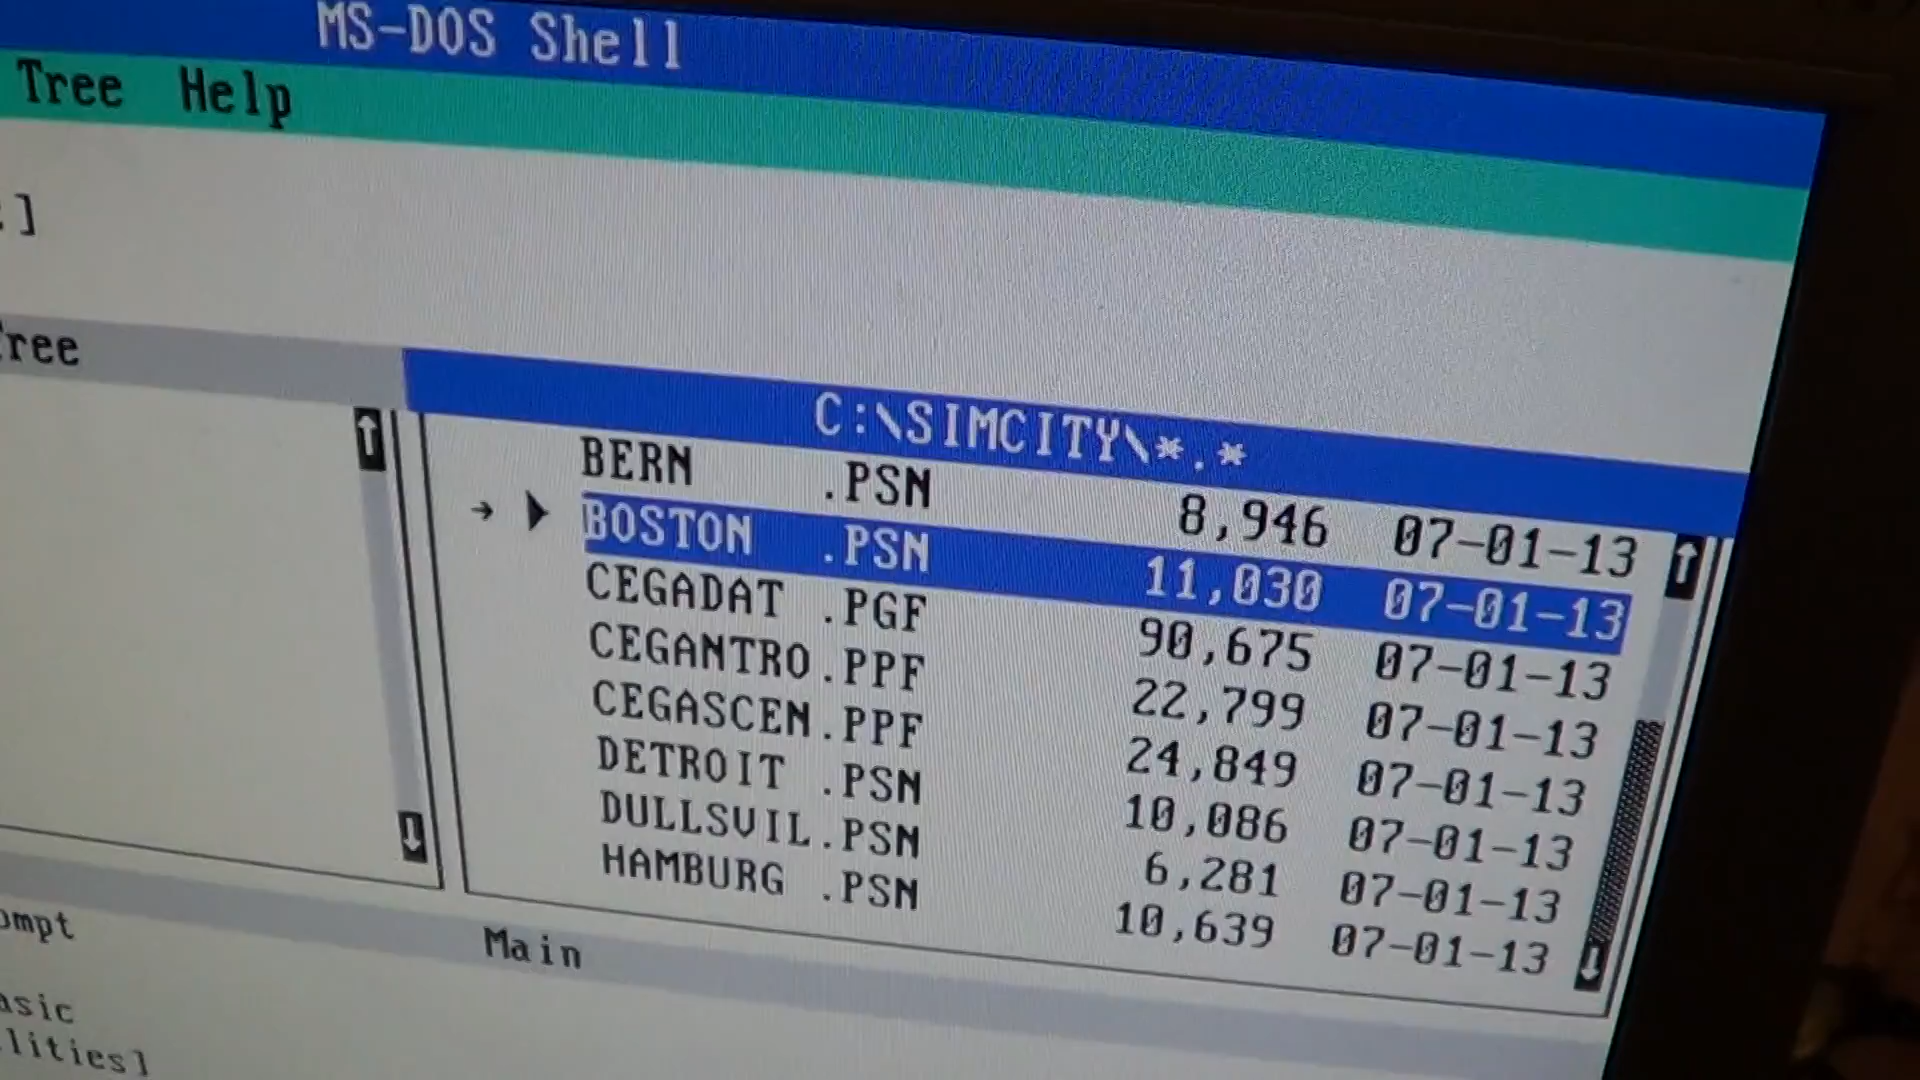 MS-DOS Shell
Tree Help
]
Tree
C:\SIMCITY\*.*
BERN .PSN 8,946 07-01-13
BOSTON .PSN 11,030 07-01-13
CEGADAT .PGF 90,675 07-01-13
CEGANTRO.PPF 22,799 07-01-13
CEGASCEN.PPF 24,849 07-01-13
DETROIT .PSN 10,086 07-01-13
DULLSVIL.PSN 6,281 07-01-13
HAMBURG .PSN 10,639 07-01-13
Main
ompt
asic
lities]